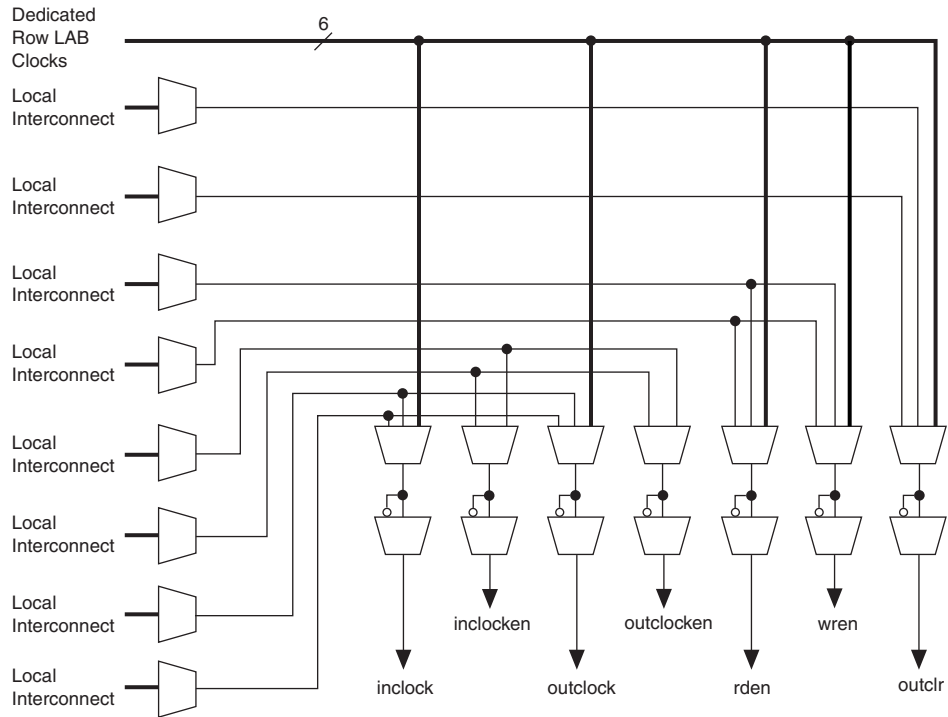 Dedicated
Row LAB
Clocks
6
Local
Interconnect
Local
Interconnect
Local
Interconnect
Local
Interconnect
Local
Interconnect
Local
Interconnect
Local
Interconnect
Local
Interconnect
inclocken
outclocken
wren
inclock
outclock
rden
outclr